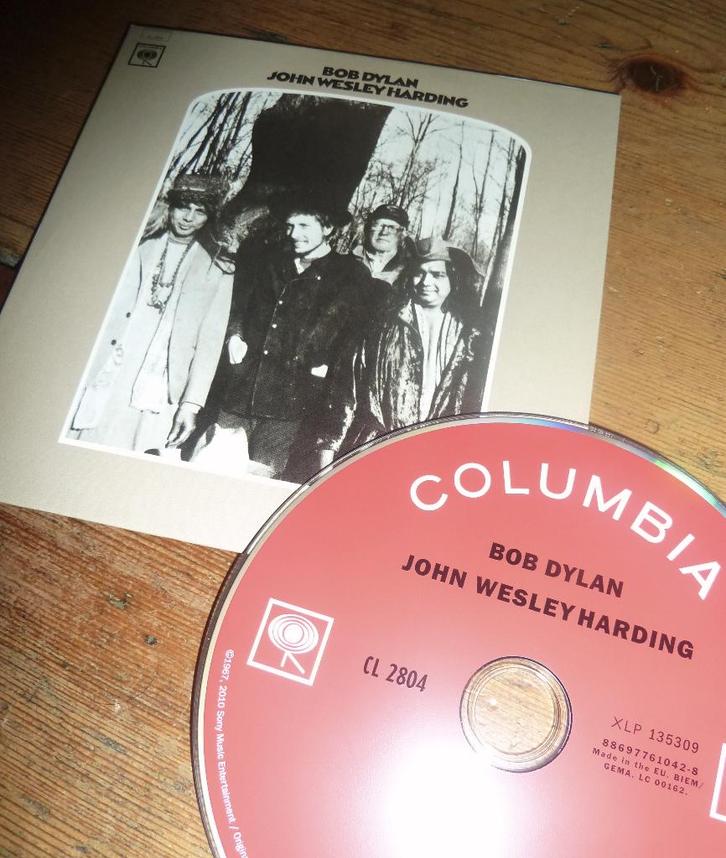 BOB DYLAN
JOHN WESLEY HARDING
COLUMBIA
BOB DYLAN
JOHN WESLEY HARDING
CL 2804
XLP 135309
88697761042-8
Made in the EU. BIEM/
GEMA. LC 00162.
©1967, 2010 Sony Music Entertainment / Origin